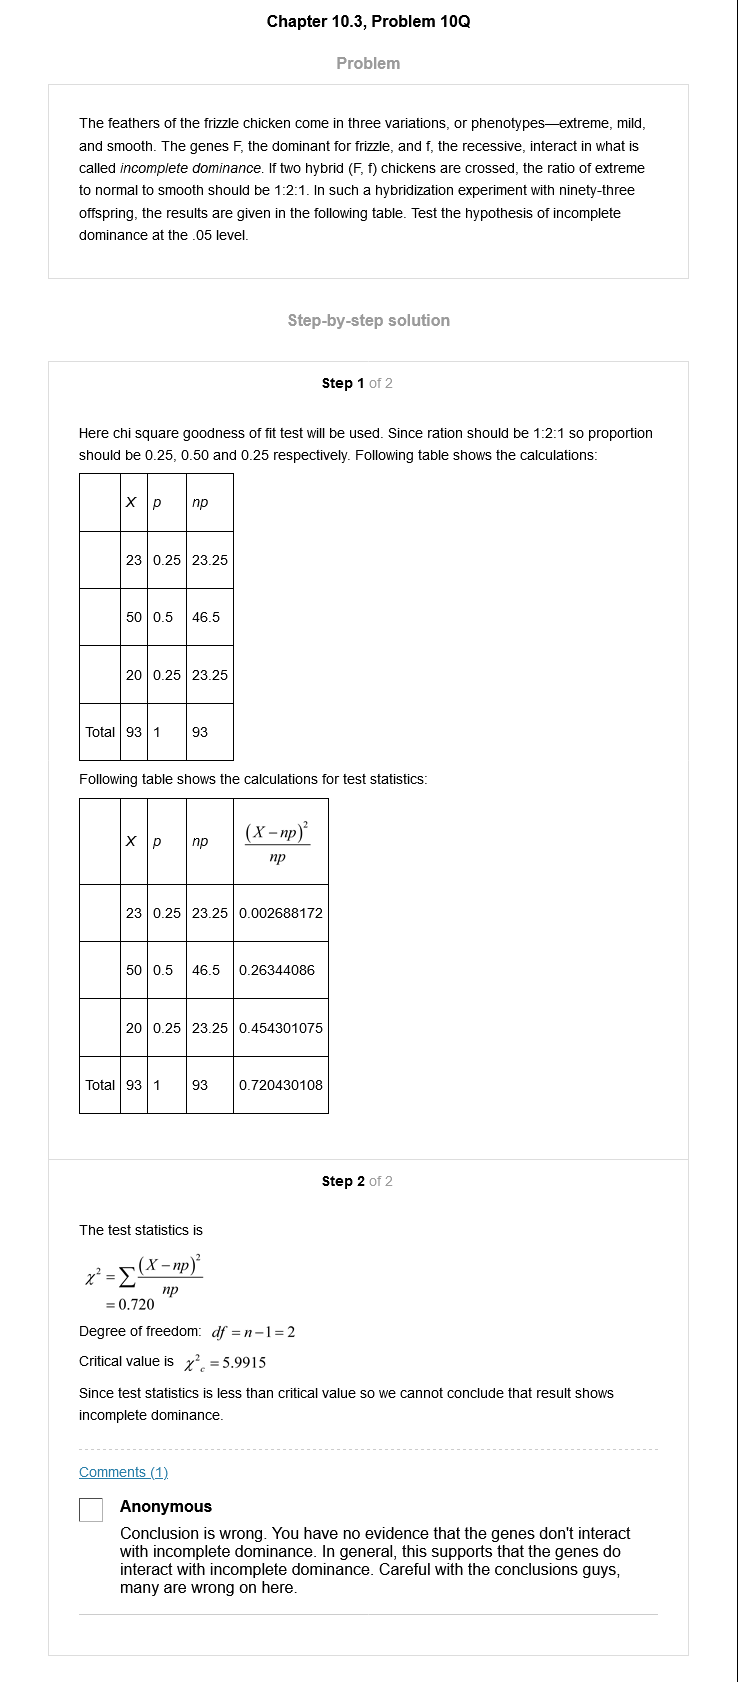 Chapter 10.3, Problem 10Q
Problem
The feathers of the frizzle chicken come in three variations, or phenotypes—extreme, mild,
and smooth. The genes F, the dominant for frizzle, and f, the recessive, interact in what is
called incomplete dominance. If two hybrid (F, f) chickens are crossed, the ratio of extreme
to normal to smooth should be 1:2:1. In such a hybridization experiment with ninety-three
offspring, the results are given in the following table. Test the hypothesis of incomplete
dominance at the .05 level.
Step-by-step solution
Step 1 of 2
Here chi square goodness of fit test will be used. Since ration should be 1:2:1 so proportion
should be 0.25, 0.50 and 0.25 respectively. Following table shows the calculations:
X p np
23 0.25 23.25
50 0.5 46.5
20 0.25 23.25
Total 93 1 93
Following table shows the calculations for test statistics:
X p np (X − np)² / np
23 0.25 23.25 0.002688172
50 0.5 46.5 0.26344086
20 0.25 23.25 0.454301075
Total 93 1 93 0.720430108
Step 2 of 2
The test statistics is
χ² = ∑ (X − np)² / np
= 0.720
Degree of freedom: df = n − 1 = 2
Critical value is χ²c = 5.9915
Since test statistics is less than critical value so we cannot conclude that result shows
incomplete dominance.
Comments (1)
Anonymous
Conclusion is wrong. You have no evidence that the genes don't interact
with incomplete dominance. In general, this supports that the genes do
interact with incomplete dominance. Careful with the conclusions guys,
many are wrong on here.